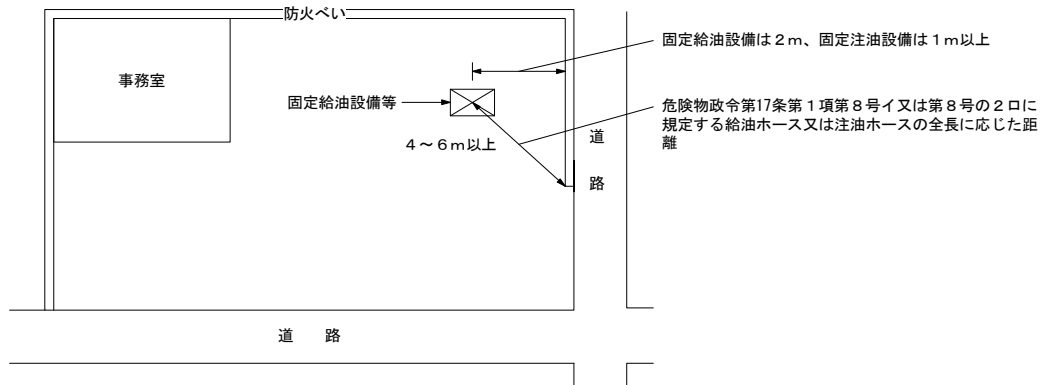 防火べい
事務室
固定給油設備は２ｍ、固定注油設備は１ｍ以上
固定給油設備等
危険物政令第17条第１項第８号イ又は第８号の２ロに
規定する給油ホース又は注油ホースの全長に応じた距
離
４～６ｍ以上
道
路
道　路